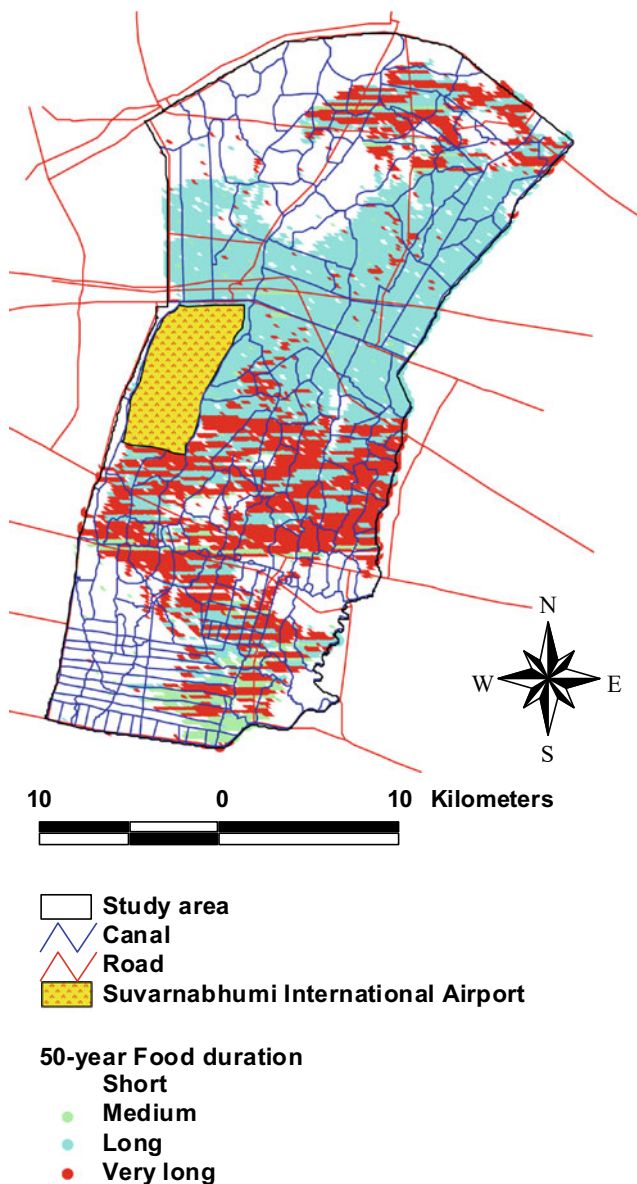 N
W E
S
10 0 10 Kilometers
Study area
Canal
Road
Suvarnabhumi International Airport
50-year Food duration
Short
Medium
Long
Very long